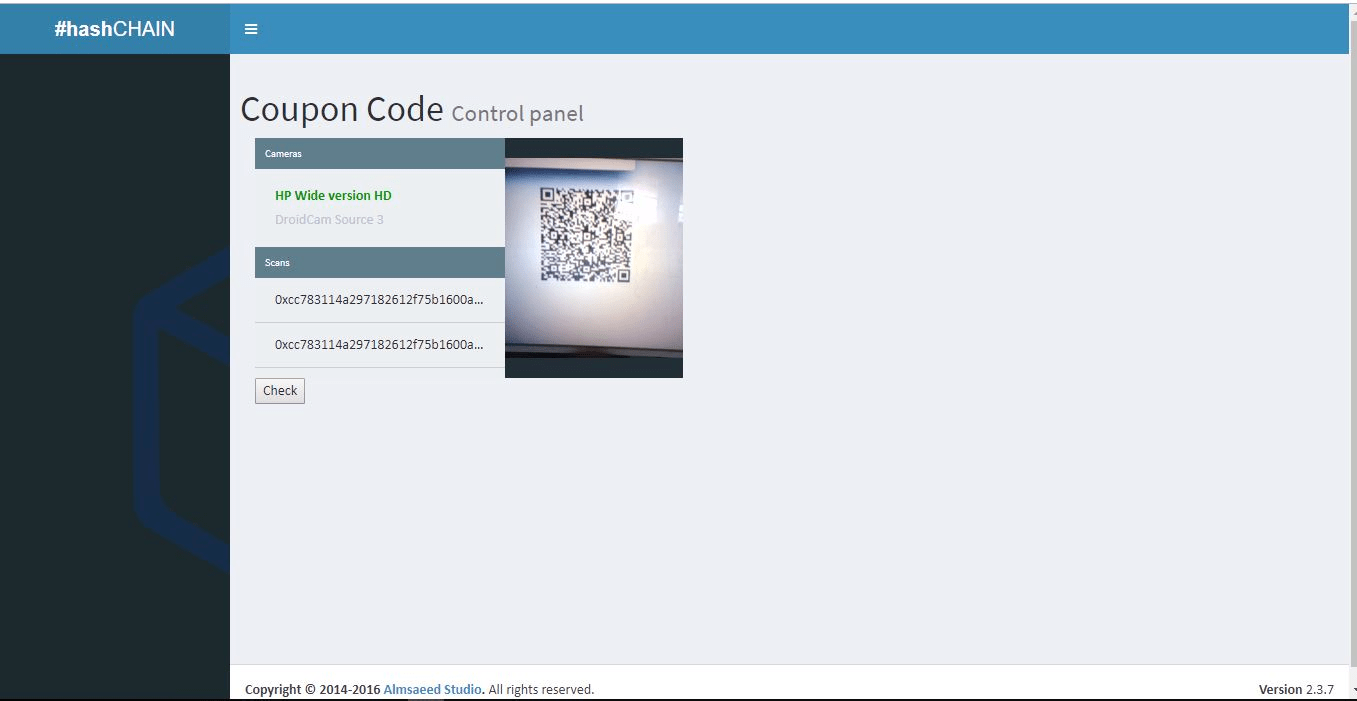 #hashCHAIN
Coupon Code Control panel
Cameras
HP Wide version HD
DroidCam Source 3
Scans
0xcc783114a297182612f75b1600a...
0xcc783114a297182612f75b1600a...
Check
Copyright © 2014-2016 Almsaeed Studio. All rights reserved.
Version 2.3.7